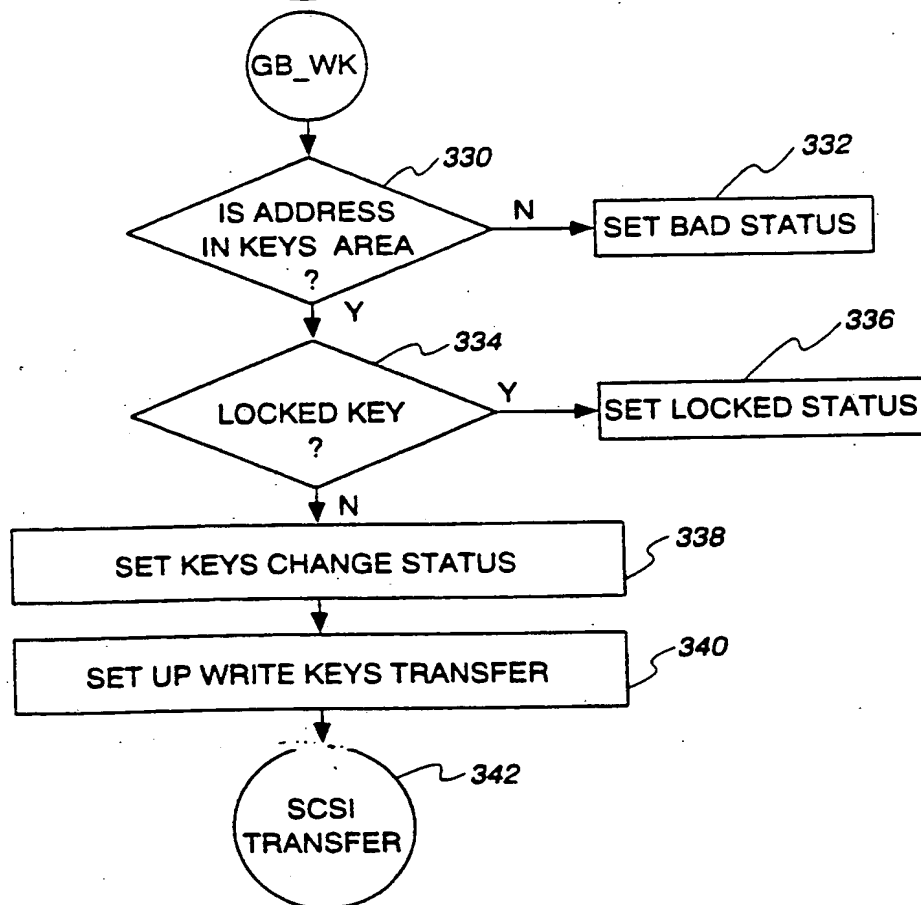 GB_WK
330
IS ADDRESS
IN KEYS AREA
?
N
332
SET BAD STATUS
Y
334
LOCKED KEY
?
Y
336
SET LOCKED STATUS
N
SET KEYS CHANGE STATUS
338
SET UP WRITE KEYS TRANSFER
340
342
SCSI
TRANSFER